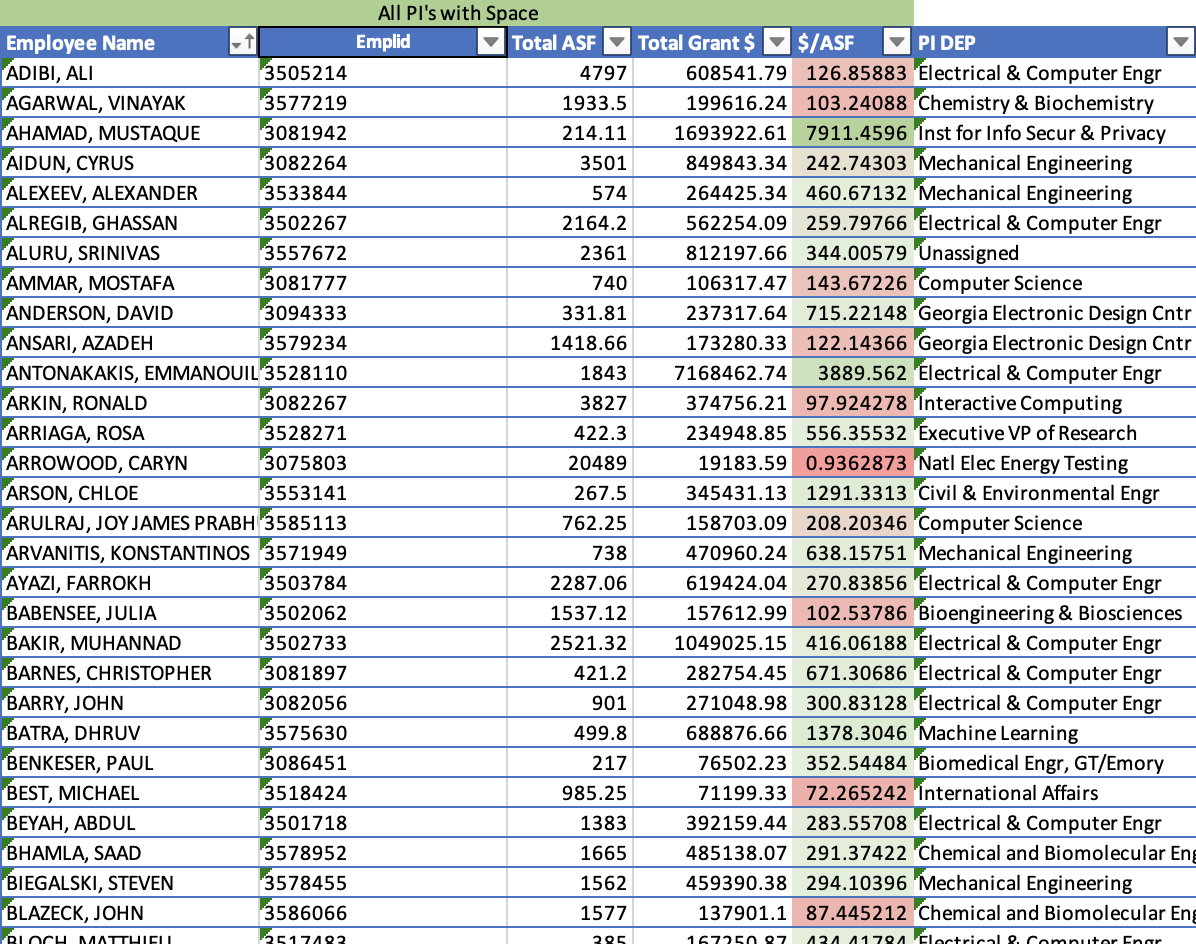 All PI's with Space
Employee Name Emplid Total ASF Total Grant $ $/ASF PI DEP
ADIBI, ALI 3505214 4797 608541.79 126.85883 Electrical & Computer Engr
AGARWAL, VINAYAK 3577219 1933.5 199616.24 103.24088 Chemistry & Biochemistry
AHAMAD, MUSTAQUE 3081942 214.11 1693922.61 7911.4596 Inst for Info Secur & Privacy
AIDUN, CYRUS 3082264 3501 849843.34 242.74303 Mechanical Engineering
ALEXEEV, ALEXANDER 3533844 574 264425.34 460.67132 Mechanical Engineering
ALREGIB, GHASSAN 3502267 2164.2 562254.09 259.79766 Electrical & Computer Engr
ALURU, SRINIVAS 3557672 2361 812197.66 344.00579 Unassigned
AMMAR, MOSTAFA 3081777 740 106317.47 143.67226 Computer Science
ANDERSON, DAVID 3094333 331.81 237317.64 715.22148 Georgia Electronic Design Cntr
ANSARI, AZADEH 3579234 1418.66 173280.33 122.14366 Georgia Electronic Design Cntr
ANTONAKAKIS, EMMANOUIL 3528110 1843 7168462.74 3889.562 Electrical & Computer Engr
ARKIN, RONALD 3082267 3827 374756.21 97.924278 Interactive Computing
ARRIAGA, ROSA 3528271 422.3 234948.85 556.35532 Executive VP of Research
ARROWOOD, CARYN 3075803 20489 19183.59 0.9362873 Natl Elec Energy Testing
ARSON, CHLOE 3553141 267.5 345431.13 1291.3313 Civil & Environmental Engr
ARULRAJ, JOY JAMES PRABH 3585113 762.25 158703.09 208.20346 Computer Science
ARVANITIS, KONSTANTINOS 3571949 738 470960.24 638.15751 Mechanical Engineering
AYAZI, FARROKH 3503784 2287.06 619424.04 270.83856 Electrical & Computer Engr
BABENSEE, JULIA 3502062 1537.12 157612.99 102.53786 Bioengineering & Biosciences
BAKIR, MUHANNAD 3502733 2521.32 1049025.15 416.06188 Electrical & Computer Engr
BARNES, CHRISTOPHER 3081897 421.2 282754.45 671.30686 Electrical & Computer Engr
BARRY, JOHN 3082056 901 271048.98 300.83128 Electrical & Computer Engr
BATRA, DHRUV 3575630 499.8 688876.66 1378.3046 Machine Learning
BENKESER, PAUL 3086451 217 76502.23 352.54484 Biomedical Engr, GT/Emory
BEST, MICHAEL 3518424 985.25 71199.33 72.265242 International Affairs
BEYAH, ABDUL 3501718 1383 392159.44 283.55708 Electrical & Computer Engr
BHAMLA, SAAD 3578952 1665 485138.07 291.37422 Chemical and Biomolecular Eng
BIEGALSKI, STEVEN 3578455 1562 459390.38 294.10396 Mechanical Engineering
BLAZECK, JOHN 3586066 1577 137901.1 87.445212 Chemical and Biomolecular Eng
BLOCH, MATTHIEU 3517483 385 167250.87 434.41784 Electrical & Computer Engr